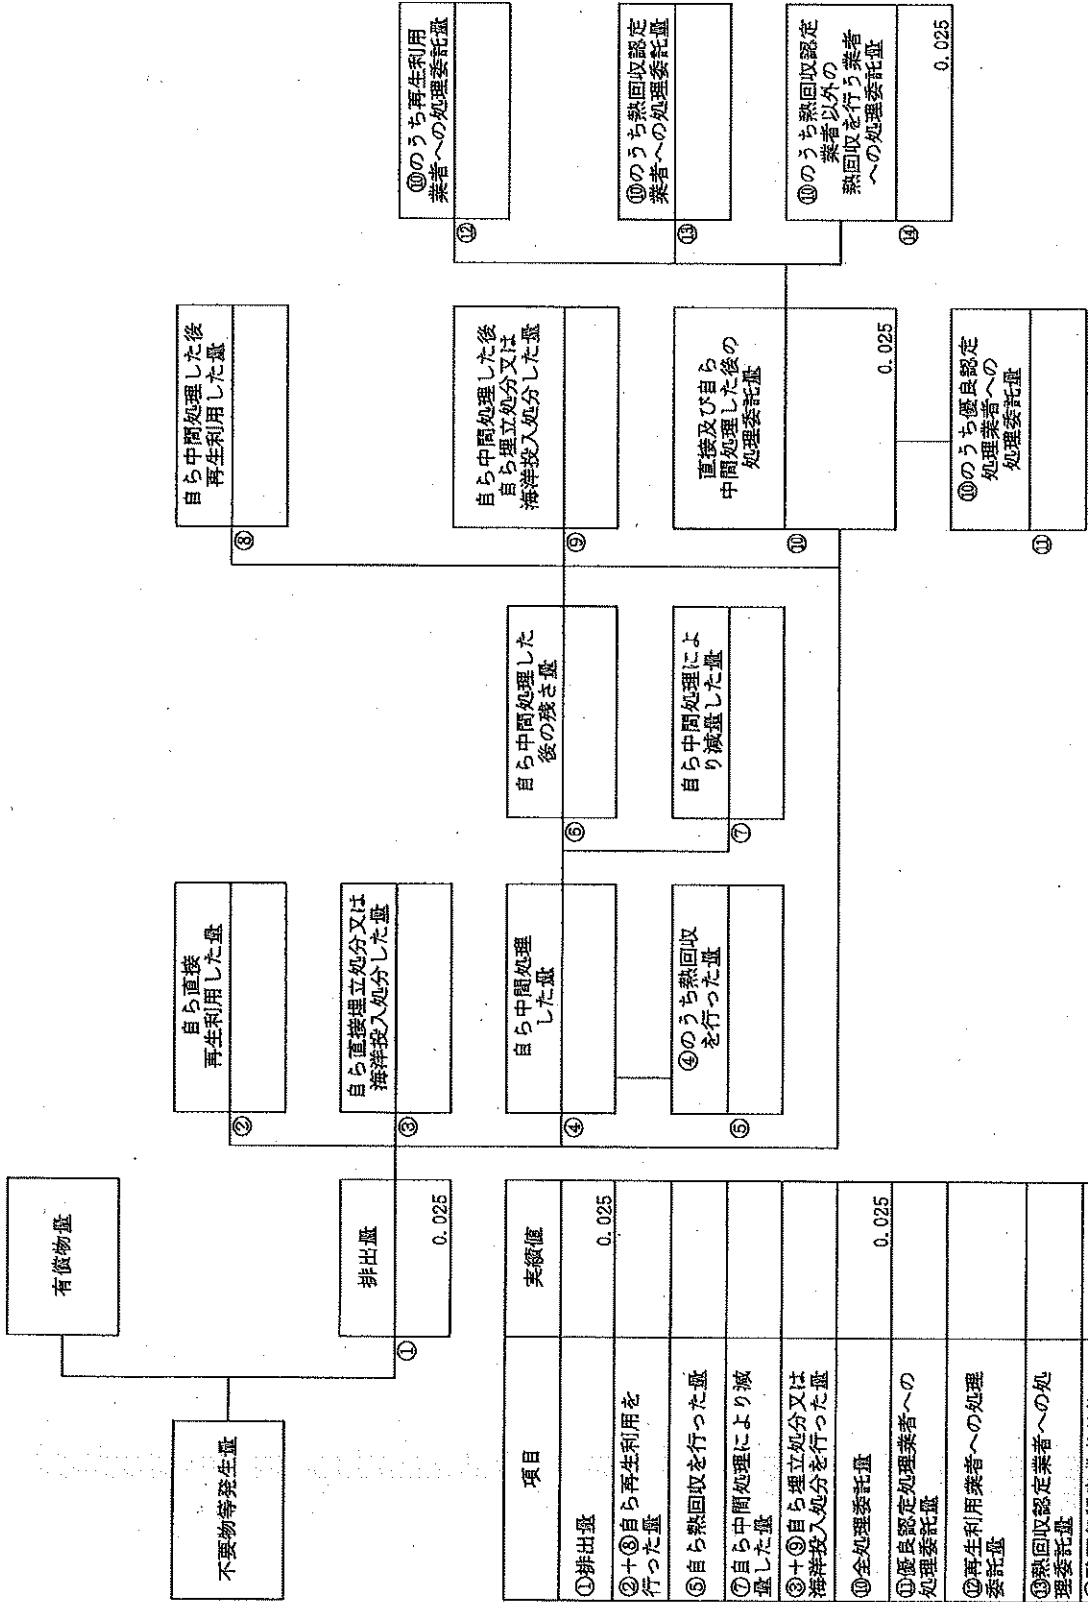 不要物等発生量
有償物量
排出量
①
0.025
自ら直接
再生利用した量
②
自ら直接埋立処分又は
海洋投入処分した量
③
自ら中間処理
した量
④
④のうち熱回収
を行った量
⑤
自ら中間処理した
後の残さ量
⑥
自ら中間処理によ
り減量した量
⑦
自ら中間処理した後
再生利用した量
⑧
自ら中間処理した後
自ら埋立処分又は
海洋投入処分した量
⑨
直接及び自ら
中間処理した後の
処理委託量
⑩
0.025
⑩のうち優良認定
処理業者への
処理委託量
⑪
⑩のうち再生利用
業者への処理委託量
⑫
⑩のうち熱回収認定
業者への処理委託量
⑬
⑩のうち熱回収認定
業者以外の
熱回収を行う業者
への処理委託量
⑭
0.025
項目
実績値
①排出量
0.025
②+⑧自ら再生利用を
行った量
⑤自ら熱回収を行った量
⑦自ら中間処理により減
量した量
③+⑨自ら埋立処分又は
海洋投入処分を行った量
⑩全処理委託量
0.025
⑪優良認定処理業者への
処理委託量
⑫再生利用業者への処理
委託量
⑬熱回収認定業者への処
理委託量